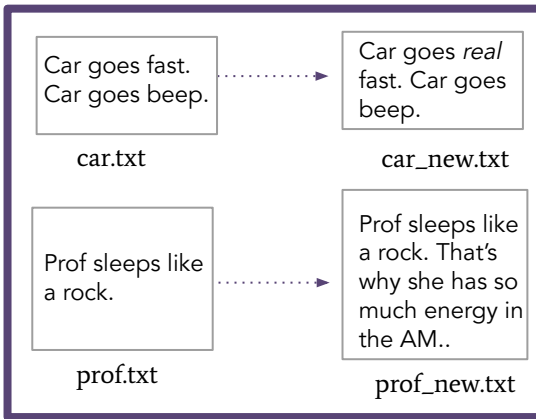 Car goes fast.
Car goes beep.
car.txt
Car goes real
fast. Car goes
beep.
car_new.txt
Prof sleeps like
a rock.
prof.txt
Prof sleeps like
a rock. That's
why she has so
much energy in
the AM..
prof_new.txt